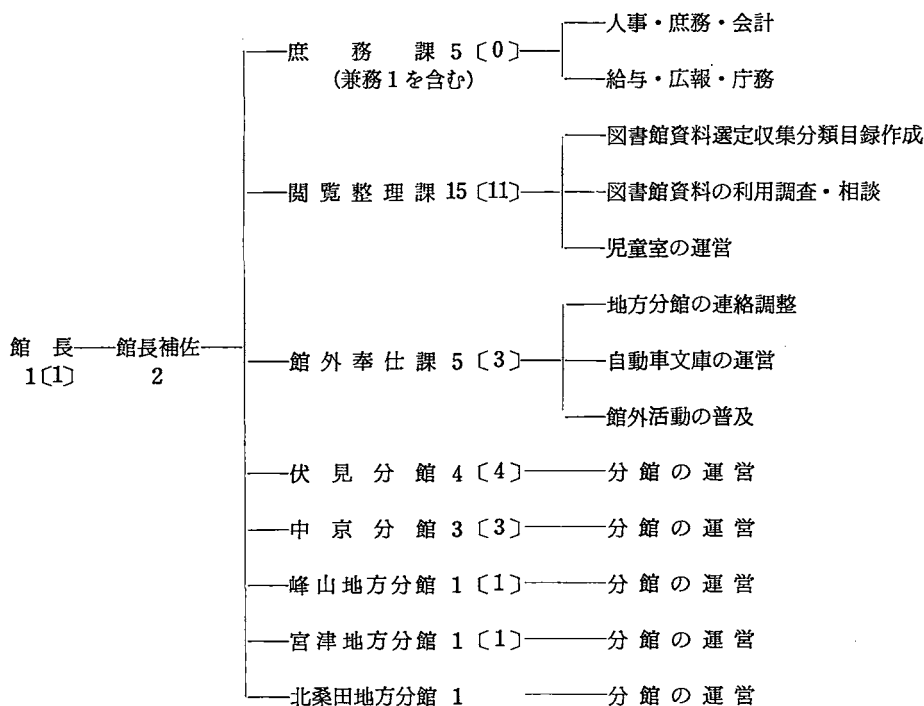 人事・庶務・会計
庶務課 5〔0〕
(兼務1を含む)
給与・広報・庁務
図書館資料選定収集分類目録作成
閲覧整理課 15〔11〕
図書館資料の利用調査・相談
児童室の運営
地方分館の連絡調整
館長 館長補佐
1〔1〕 2
館外奉仕課 5〔3〕
自動車文庫の運営
館外活動の普及
伏見分館 4〔4〕 分館の運営
中京分館 3〔3〕 分館の運営
峰山地方分館 1〔1〕 分館の運営
宮津地方分館 1〔1〕 分館の運営
北桑田地方分館 1 分館の運営